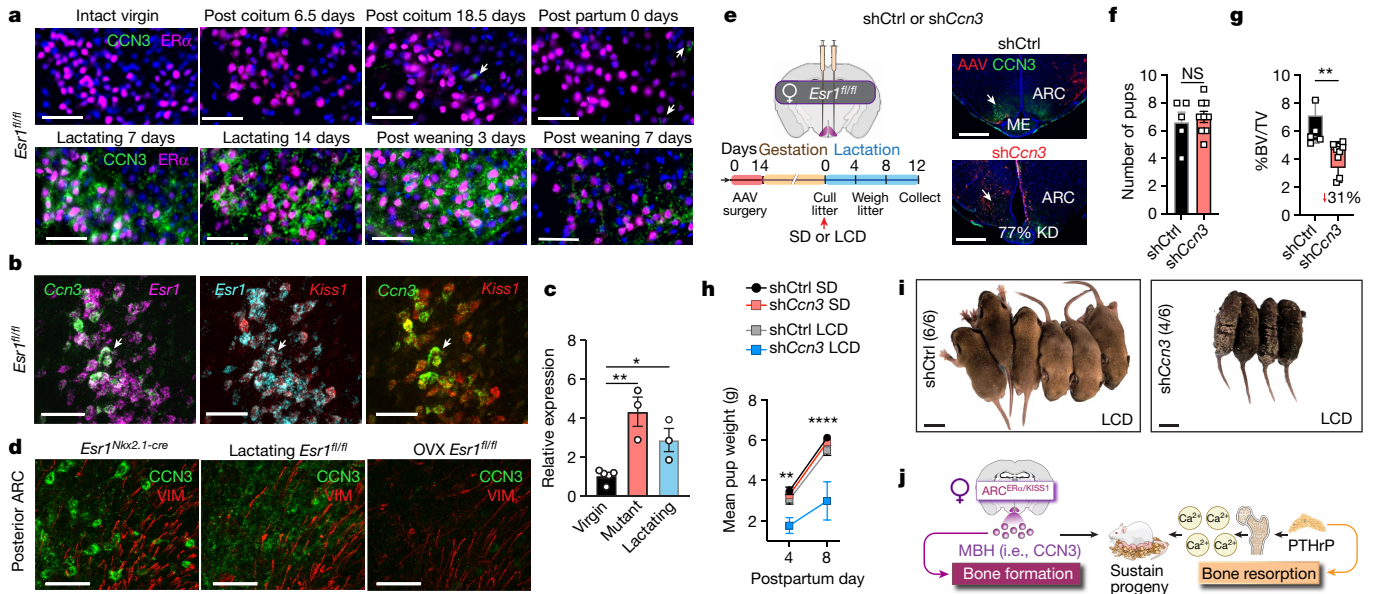 a
Intact virgin
Post coitum 6.5 days
Post coitum 18.5 days
Post partum 0 days
CCN3 ERα
Esr1fl/fl
Lactating 7 days
Lactating 14 days
Post weaning 3 days
Post weaning 7 days
CCN3 ERα
b
Esr1fl/fl
Ccn3 Esr1
Esr1 Kiss1
Ccn3 Kiss1
c
Relative expression
8
6
4
2
0
**
*
Virgin
Mutant
Lactating
d
Esr1Nkx2.1-cre
Lactating Esr1fl/fl
OVX Esr1fl/fl
Posterior ARC
CCN3
VIM
CCN3
VIM
CCN3
VIM
e
shCtrl or shCcn3
♀ Esr1fl/fl
Days Gestation Lactation
0 14 0 4 8 12
AAV surgery
Cull litter
Weigh litter
Collect
SD or LCD
shCtrl
AAV CCN3
ARC
ME
shCcn3
ARC
77% KD
f
Number of pups
10
8
6
4
2
0
NS
shCtrl
shCcn3
g
%BV/TV
10
8
6
4
2
0
**
↓31%
shCtrl
shCcn3
h
shCtrl SD
shCcn3 SD
shCtrl LCD
shCcn3 LCD
Mean pup weight (g)
8
6
4
2
**
****
4 8
Postpartum day
i
shCtrl (6/6)
LCD
shCcn3 (4/6)
LCD
j
♀
ARCERα/KISS1
MBH (i.e., CCN3)
Bone formation
Sustain
progeny
Ca2+ Ca2+
Ca2+ Ca2+
PTHrP
Bone resorption